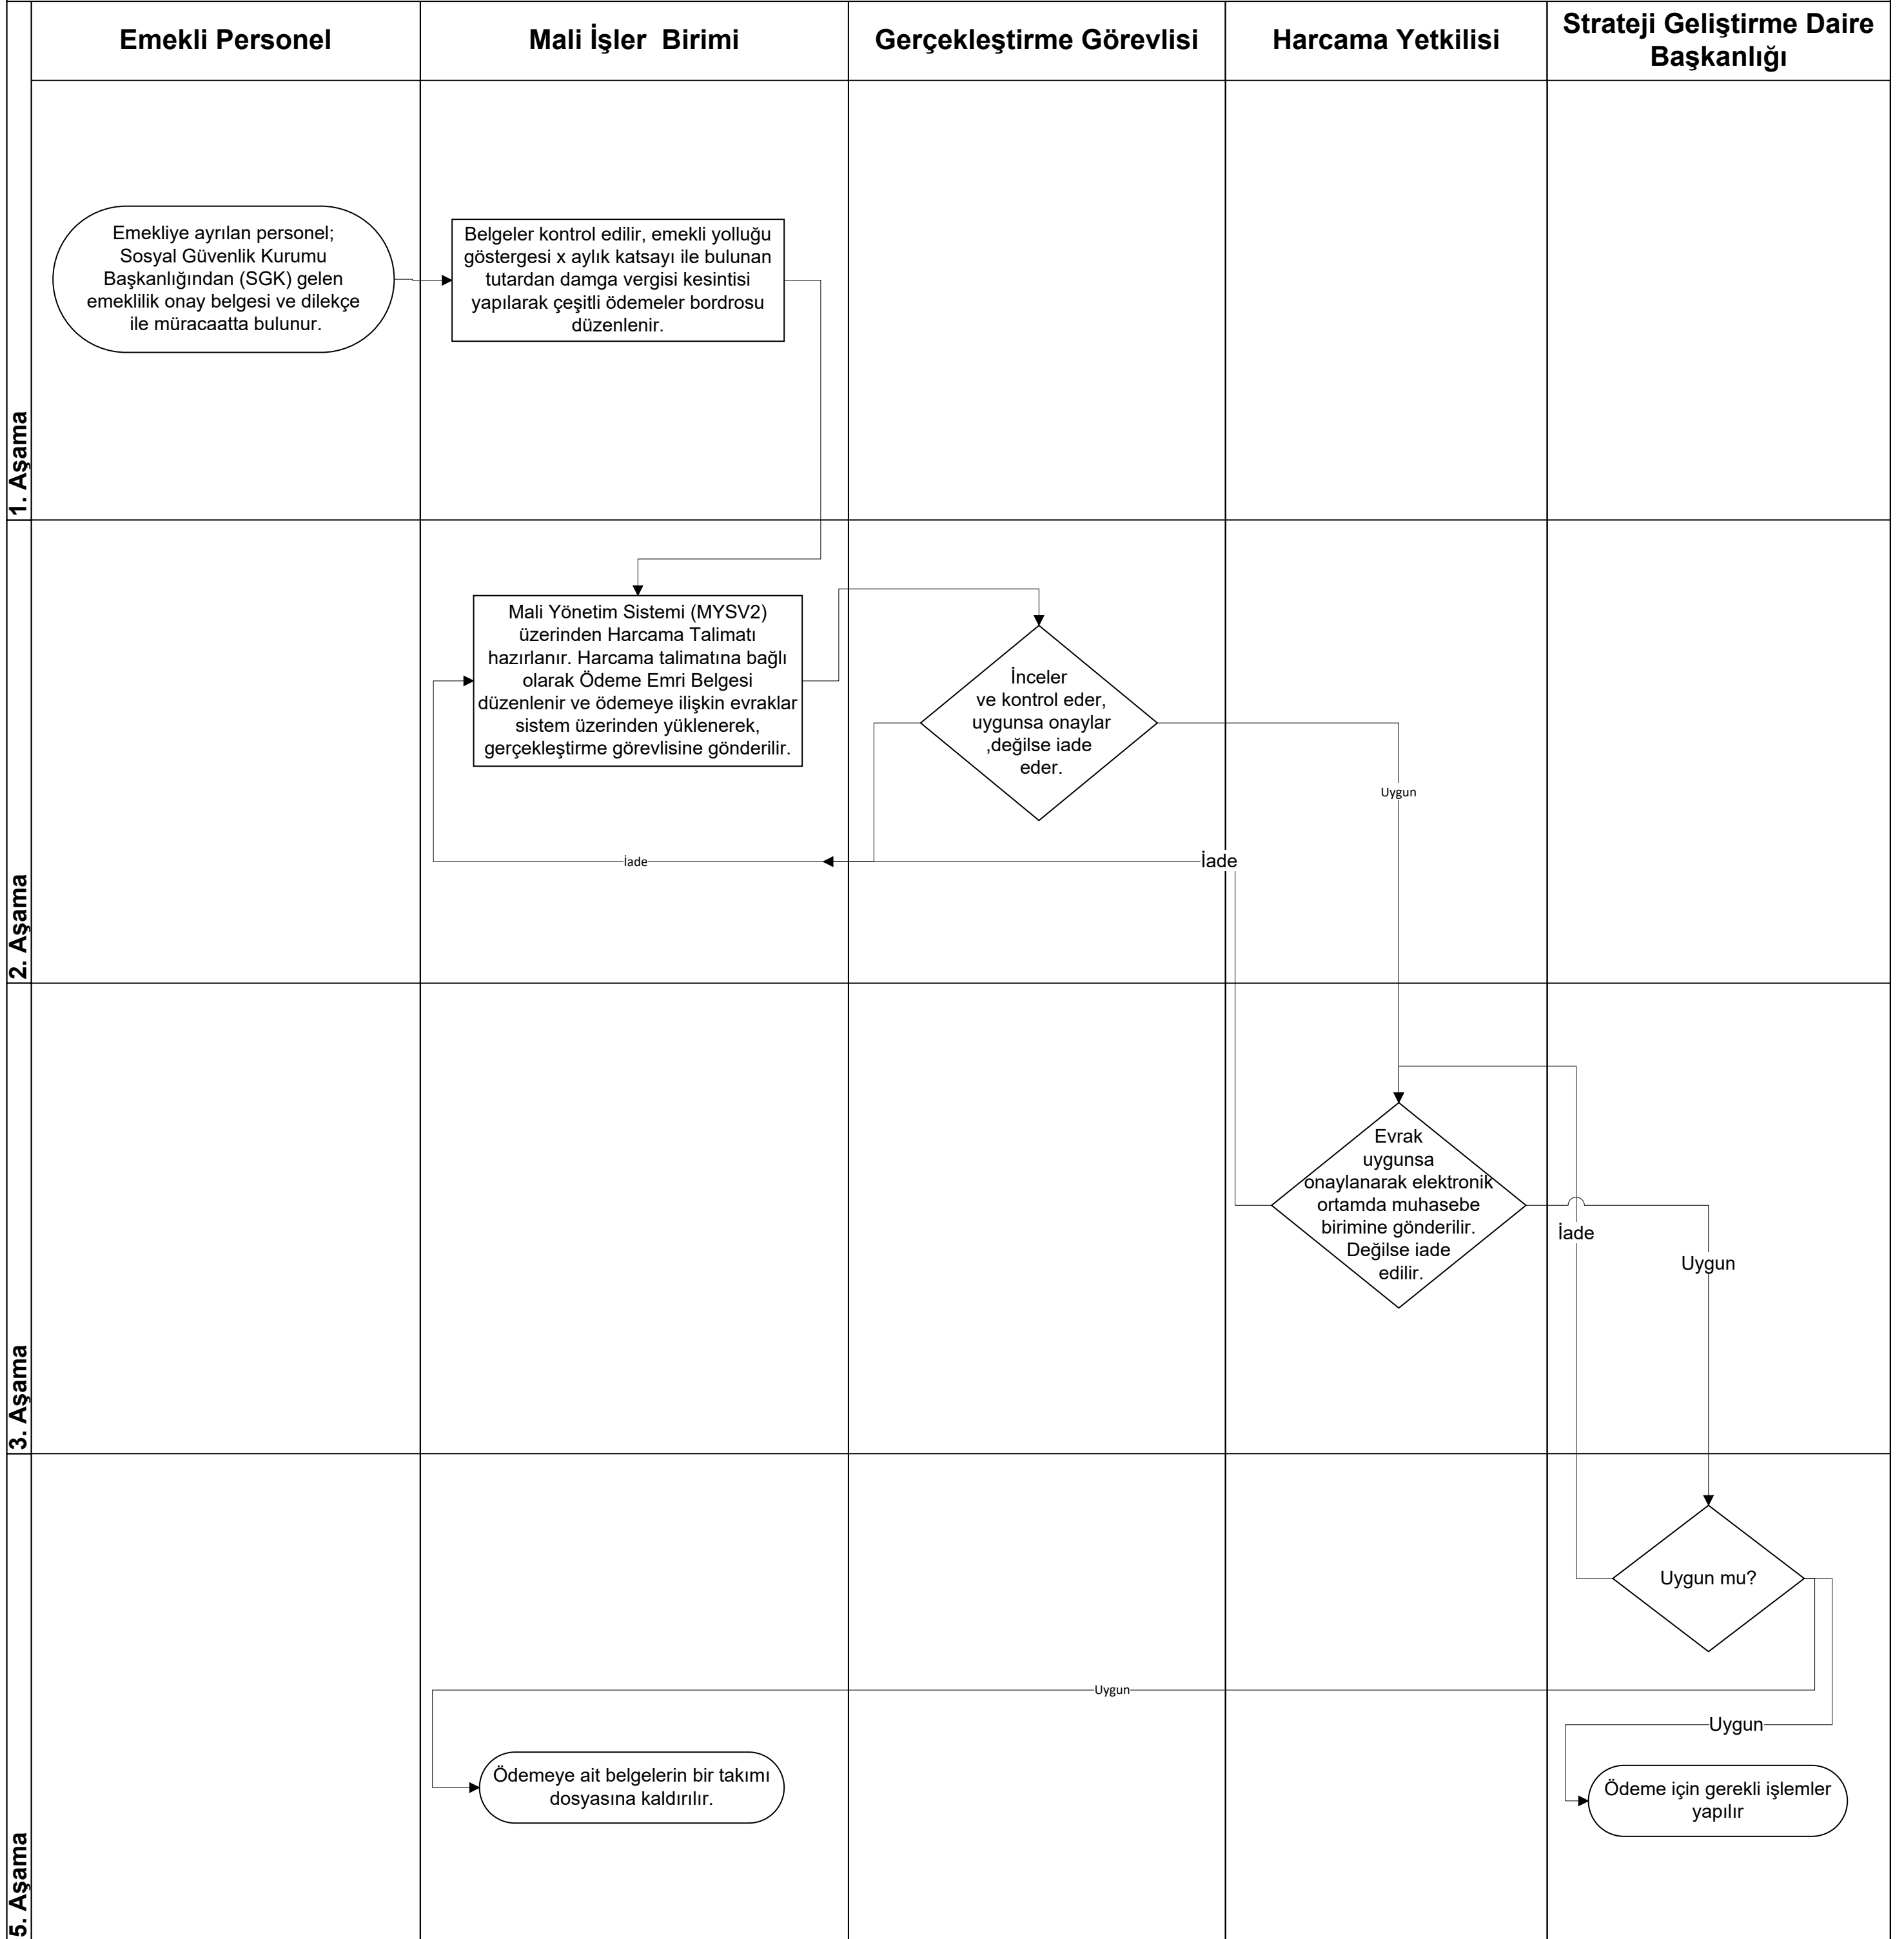 Emekli Personel
Mali İşler  Birimi
Gerçekleştirme Görevlisi
Harcama Yetkilisi
Strateji Geliştirme Daire
Başkanlığı
1. Aşama
Emekliye ayrılan personel;
Sosyal Güvenlik Kurumu
Başkanlığından (SGK) gelen
emeklilik onay belgesi ve dilekçe
ile müracaatta bulunur.
Belgeler kontrol edilir, emekli yolluğu
göstergesi x aylık katsayı ile bulunan
tutardan damga vergisi kesintisi
yapılarak çeşitli ödemeler bordrosu
düzenlenir.
2. Aşama
Mali Yönetim Sistemi (MYSV2)
üzerinden Harcama Talimatı
hazırlanır. Harcama talimatına bağlı
olarak Ödeme Emri Belgesi
düzenlenir ve ödemeye ilişkin evraklar
sistem üzerinden yüklenerek,
gerçekleştirme görevlisine gönderilir.
İnceler
ve kontrol eder,
uygunsa onaylar
,değilse iade
eder.
Uygun
İade
İade
3. Aşama
Evrak
uygunsa
onaylanarak elektronik
ortamda muhasebe
birimine gönderilir.
Değilse iade
edilir.
İade
Uygun
5. Aşama
Uygun mu?
Uygun
Uygun
Ödemeye ait belgelerin bir takımı
dosyasına kaldırılır.
Ödeme için gerekli işlemler
yapılır